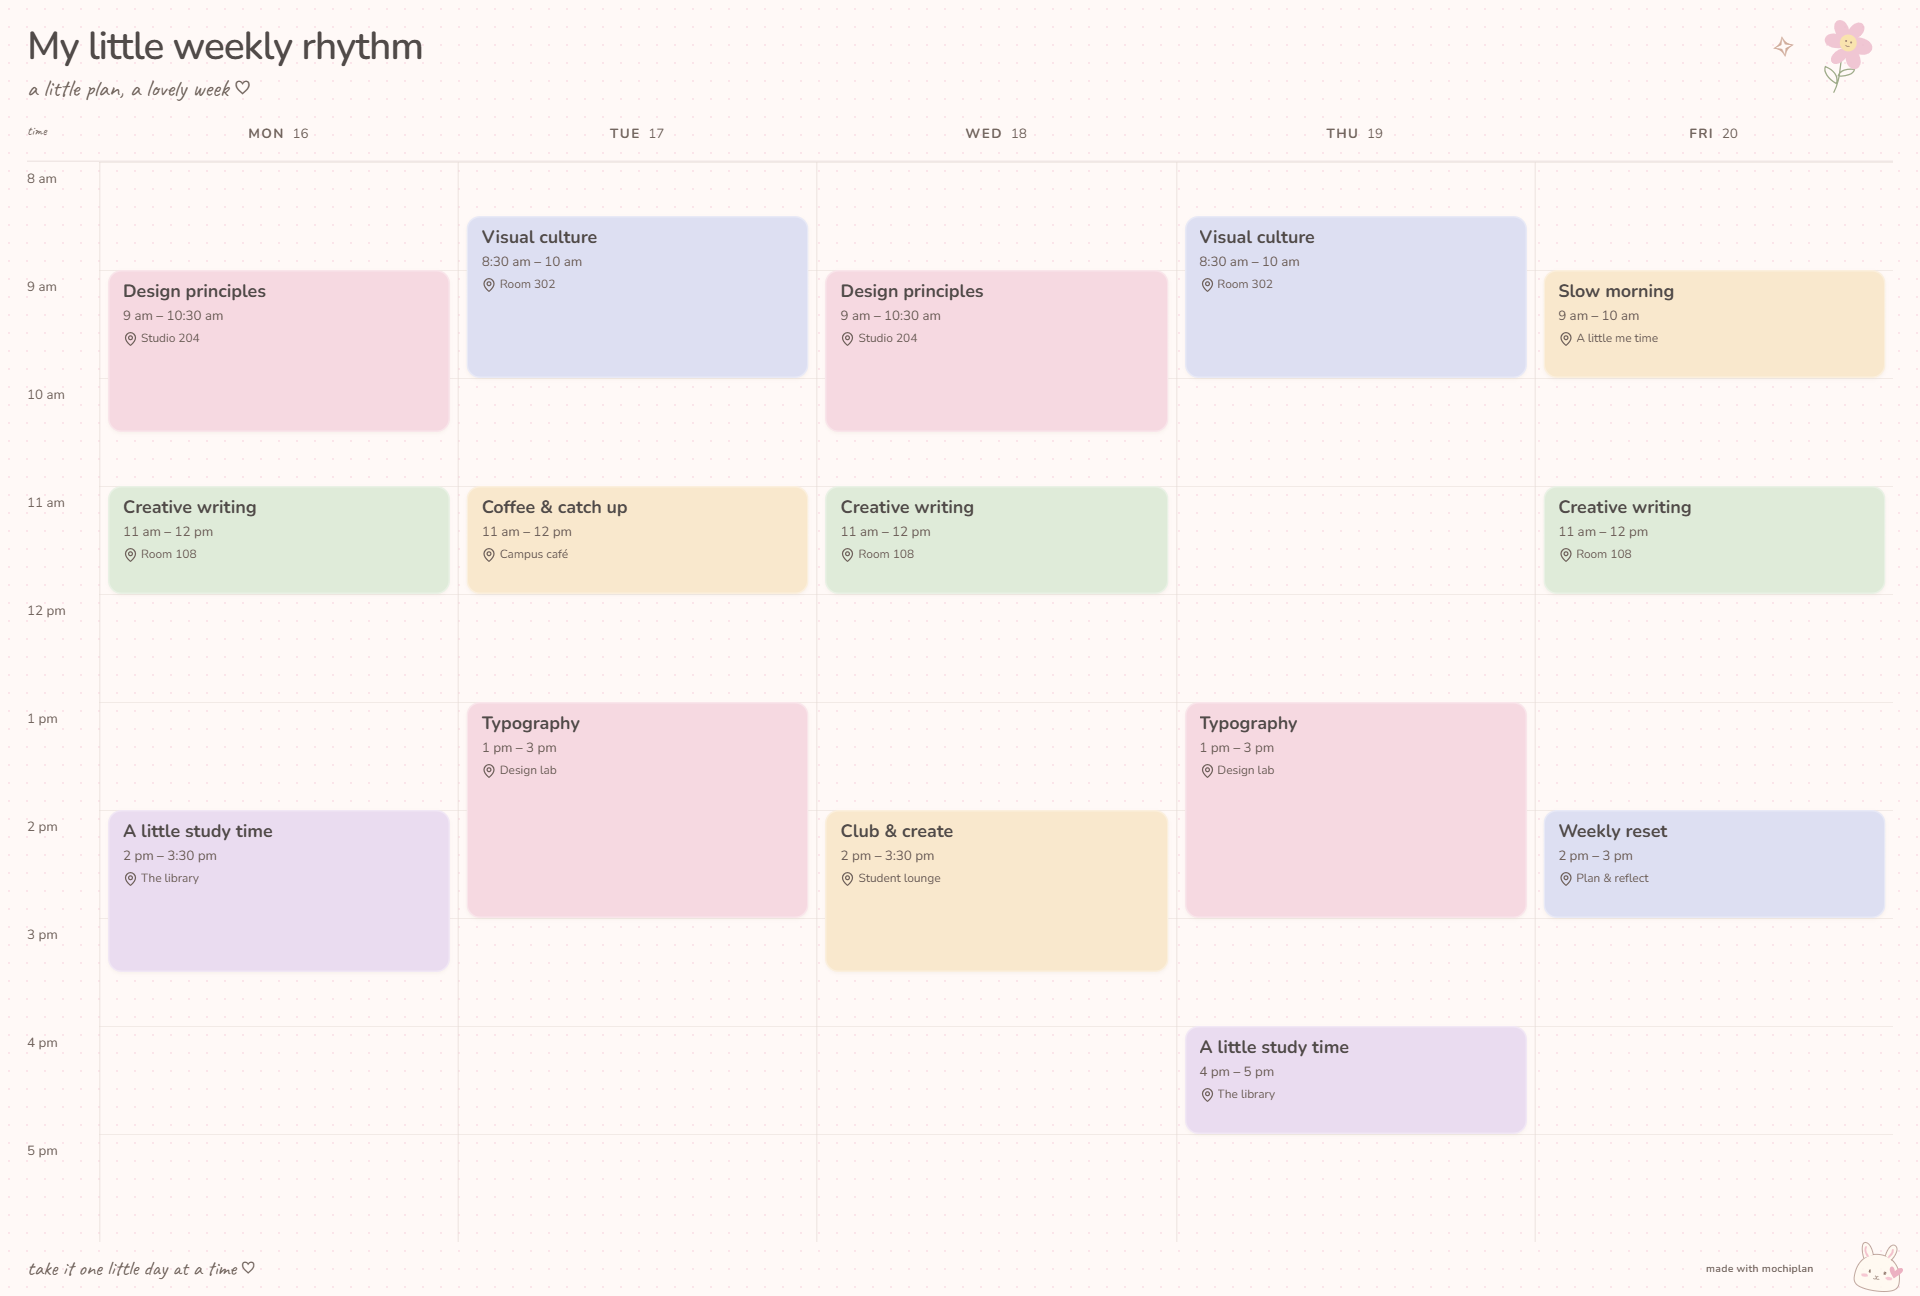 My little weekly rhythm
a little plan, a lovely week ♡
time
MON 16
TUE 17
WED 18
THU 19
FRI 20
8 am
9 am
10 am
11 am
12 pm
1 pm
2 pm
3 pm
4 pm
5 pm
Design principles
9 am – 10:30 am
Studio 204
Creative writing
11 am – 12 pm
Room 108
A little study time
2 pm – 3:30 pm
The library
Visual culture
8:30 am – 10 am
Room 302
Coffee & catch up
11 am – 12 pm
Campus café
Typography
1 pm – 3 pm
Design lab
Design principles
9 am – 10:30 am
Studio 204
Creative writing
11 am – 12 pm
Room 108
Club & create
2 pm – 3:30 pm
Student lounge
Visual culture
8:30 am – 10 am
Room 302
Typography
1 pm – 3 pm
Design lab
A little study time
4 pm – 5 pm
The library
Slow morning
9 am – 10 am
A little me time
Creative writing
11 am – 12 pm
Room 108
Weekly reset
2 pm – 3 pm
Plan & reflect
take it one little day at a time ♡
made with mochiplan